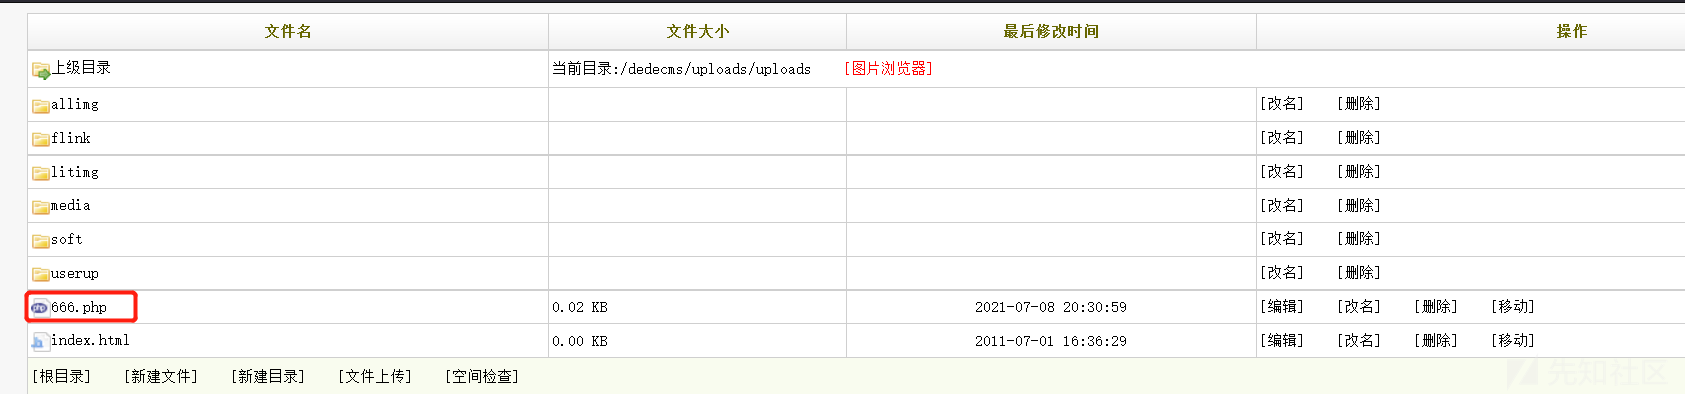 文件名 文件大小 最后修改时间 操作
上级目录 当前目录:/dedecms/uploads/uploads [图片浏览器]
allimg [改名] [删除]
flink [改名] [删除]
litimg [改名] [删除]
media [改名] [删除]
soft [改名] [删除]
userup [改名] [删除]
php 666.php 0.02 KB 2021-07-08 20:30:59 [编辑] [改名] [删除] [移动]
index.html 0.00 KB 2011-07-01 16:36:29 [编辑] [改名] [删除] [移动]
[根目录] [新建文件] [新建目录] [文件上传] [空间检查]
先知社区